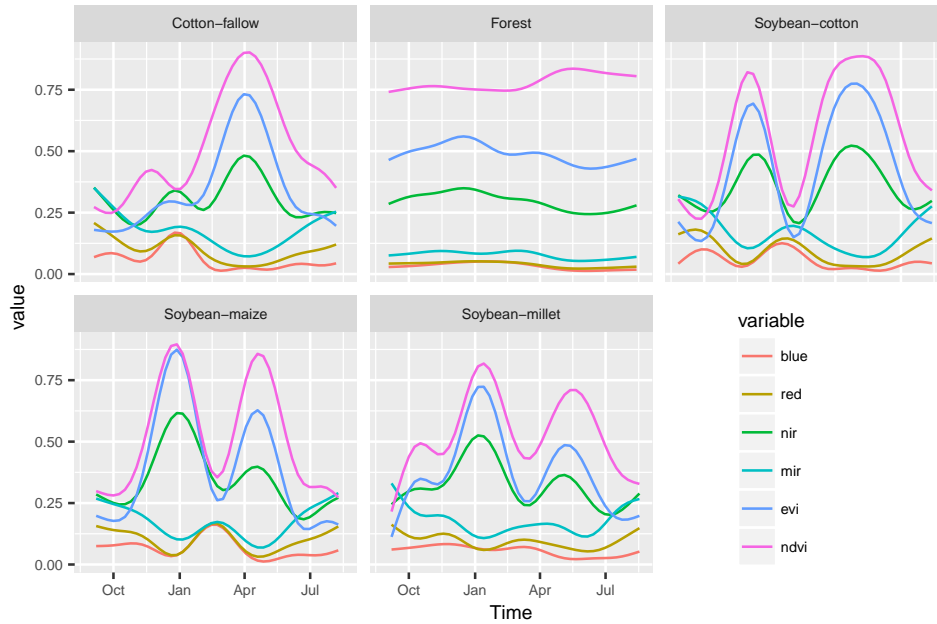 Cotton−fallow
Forest
Soybean−cotton
0.75
0.50
0.25
0.00
Soybean−maize
Soybean−millet
0.75
0.50
0.25
0.00
Oct Jan Apr Jul
Oct Jan Apr Jul
value
Time
variable
blue
red
nir
mir
evi
ndvi